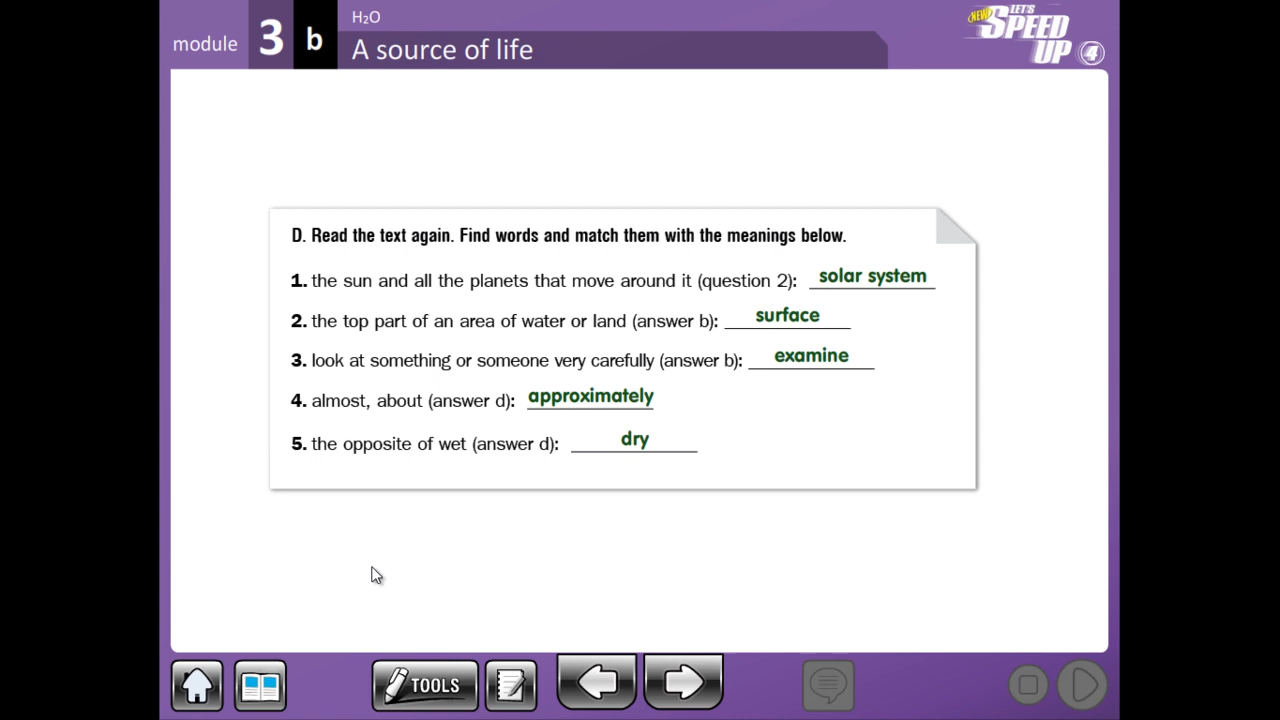 module 3 b
H₂O
A source of life
NEW LET'S
SPEED
UP 4
D. Read the text again. Find words and match them with the meanings below.
1. the sun and all the planets that move around it (question 2): solar system
2. the top part of an area of water or land (answer b): surface
3. look at something or someone very carefully (answer b): examine
4. almost, about (answer d): approximately
5. the opposite of wet (answer d): dry
TOOLS